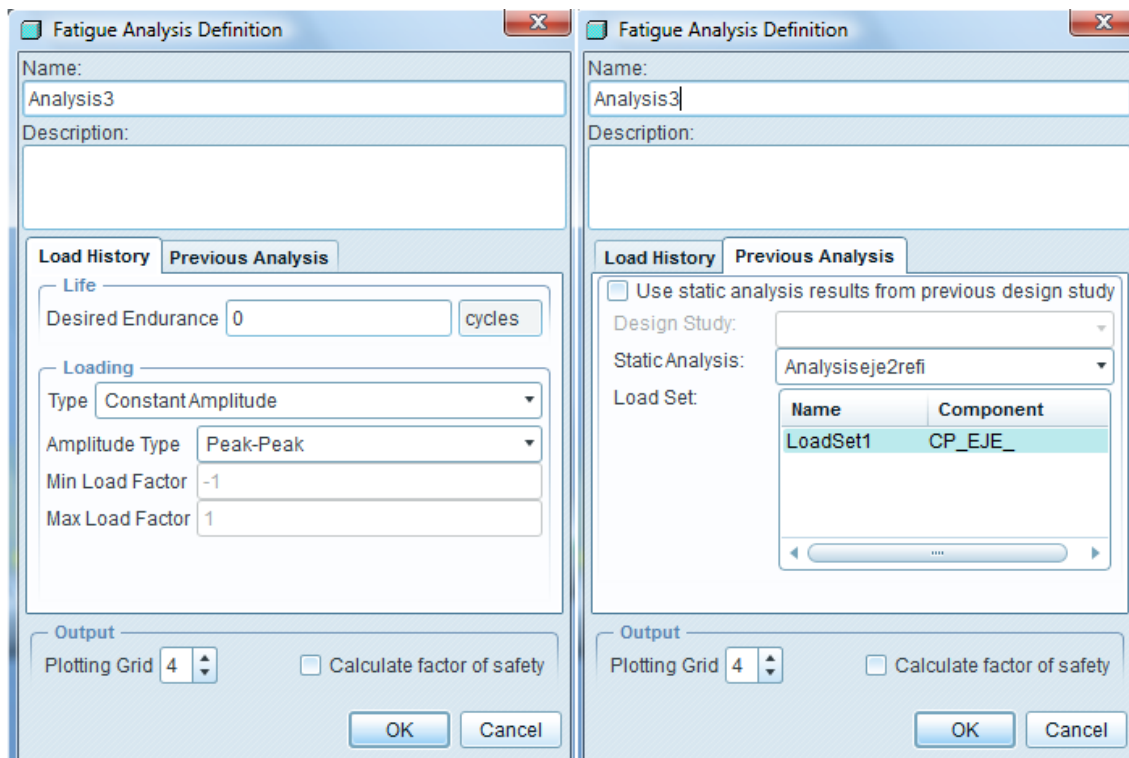 Fatigue Analysis Definition
Name:
Analysis3
Description:
Load History Previous Analysis
Life
Desired Endurance 0 cycles
Loading
Type Constant Amplitude
Amplitude Type Peak-Peak
Min Load Factor -1
Max Load Factor 1
Output
Plotting Grid 4 Calculate factor of safety
OK Cancel
Fatigue Analysis Definition
Name:
Analysis3
Description:
Load History Previous Analysis
Use static analysis results from previous design study
Design Study:
Static Analysis: Analysiseje2refi
Load Set: Name Component
LoadSet1 CP_EJE_
Output
Plotting Grid 4 Calculate factor of safety
OK Cancel